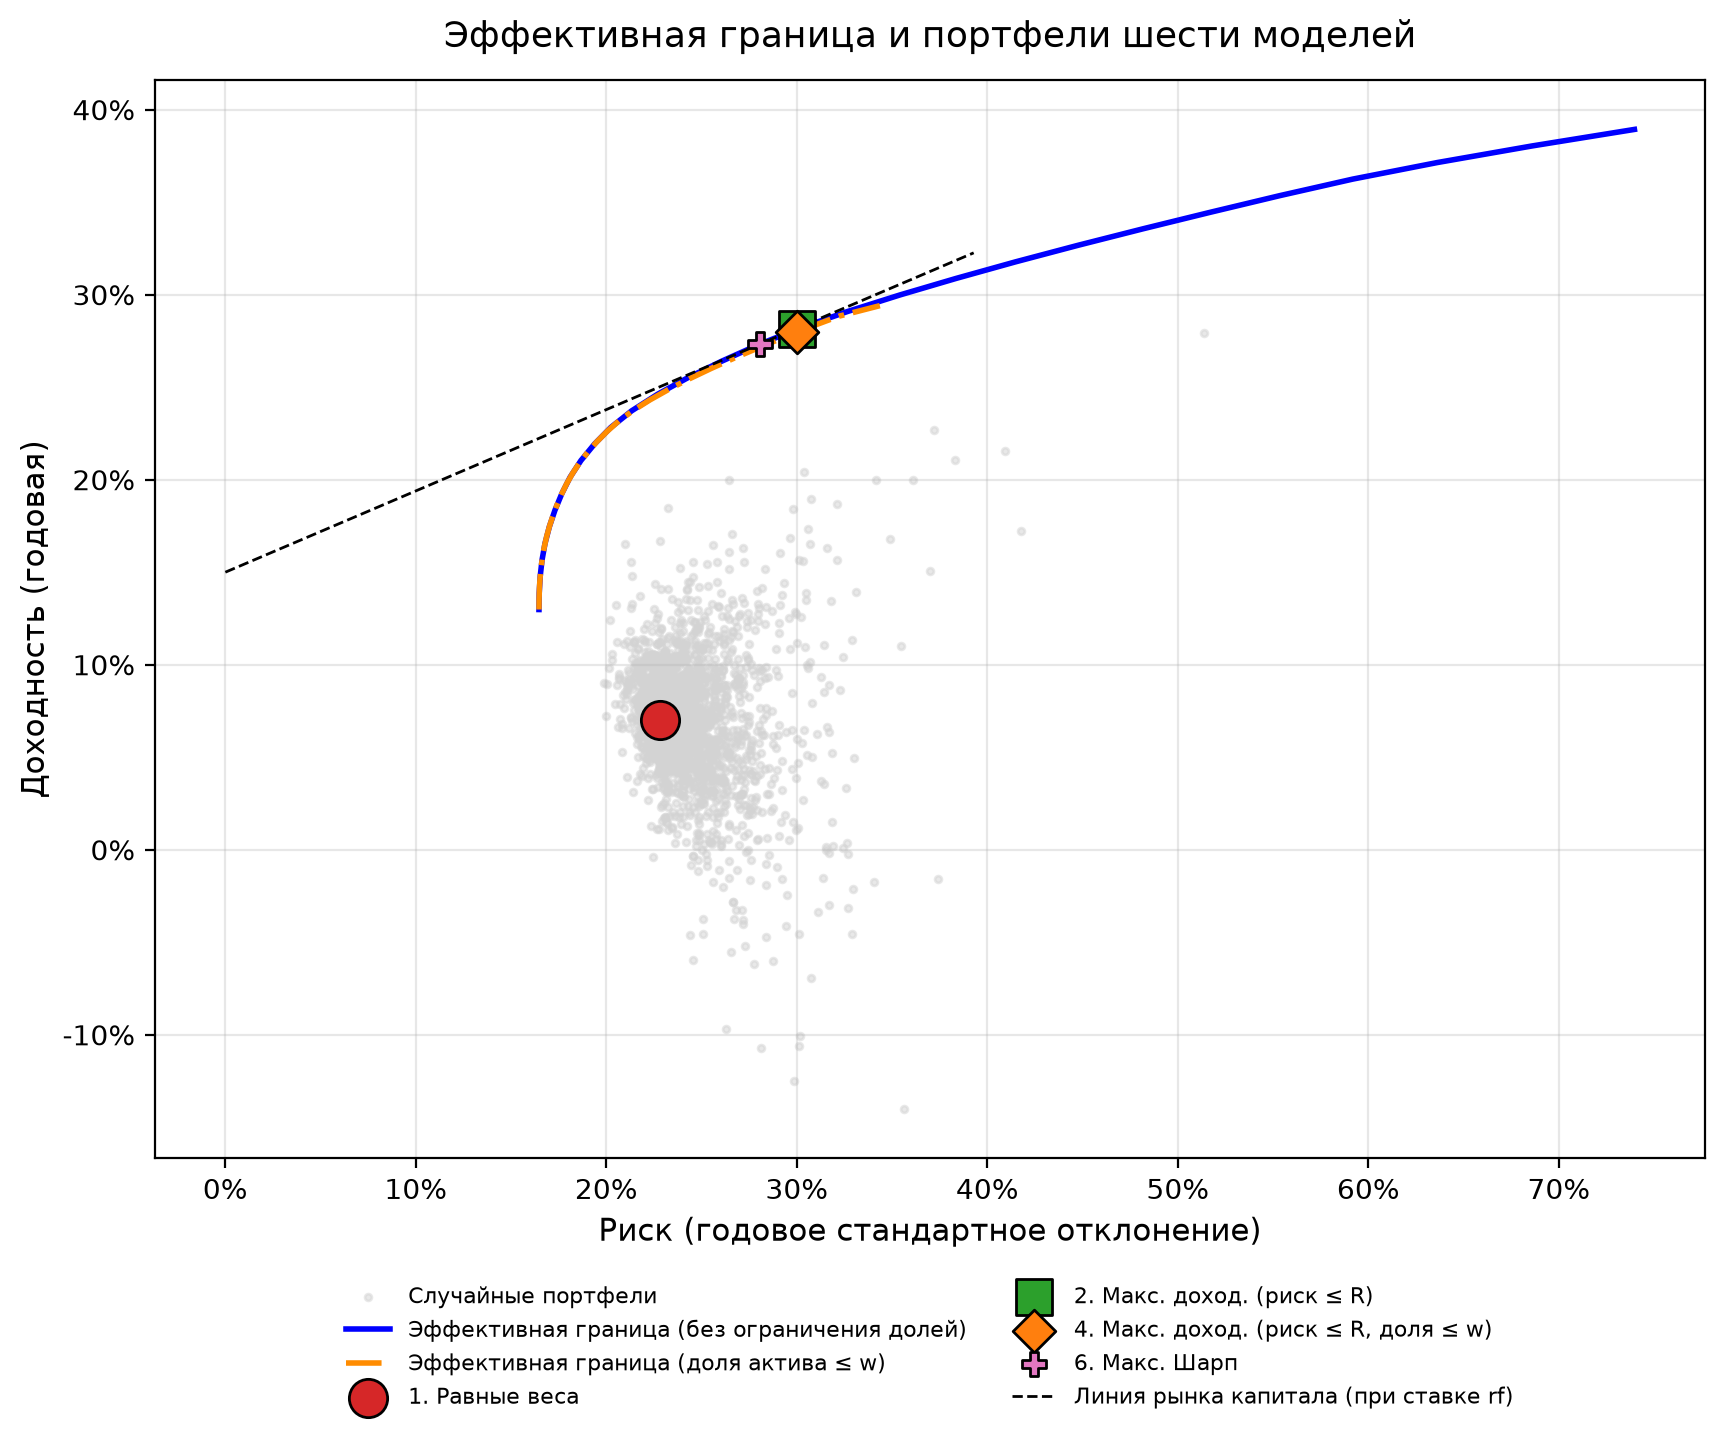 Эффективная граница и портфели шести моделей
Доходность (годовая)
40%
30%
20%
10%
0%
-10%
0%
10%
20%
30%
40%
50%
60%
70%
Риск (годовое стандартное отклонение)
Случайные портфели
Эффективная граница (без ограничения долей)
Эффективная граница (доля актива ≤ w)
1. Равные веса
2. Макс. доход. (риск ≤ R)
4. Макс. доход. (риск ≤ R, доля ≤ w)
6. Макс. Шарп
Линия рынка капитала (при ставке rf)